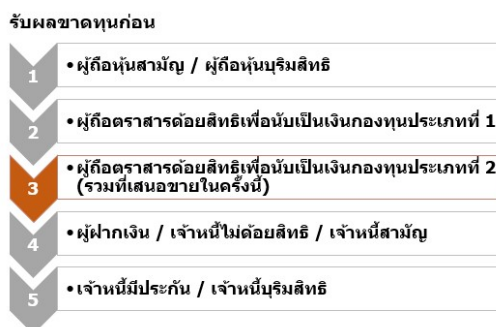 รับผลขาดทุนก่อน
1
•ผู้ถือหุ้นสามัญ / ผู้ถือหุ้นบุริมสิทธิ
2
•ผู้ถือตราสารด้อยสิทธิเพื่อนับเป็นเงินกองทุนประเภทที่ 1
3
•ผู้ถือตราสารด้อยสิทธิเพื่อนับเป็นเงินกองทุนประเภทที่ 2
(รวมที่เสนอขายในครั้งนี้)
4
•ผู้ฝากเงิน / เจ้าหนี้ไม่ด้อยสิทธิ / เจ้าหนี้สามัญ
5
•เจ้าหนี้มีประกัน / เจ้าหนี้บุริมสิทธิ